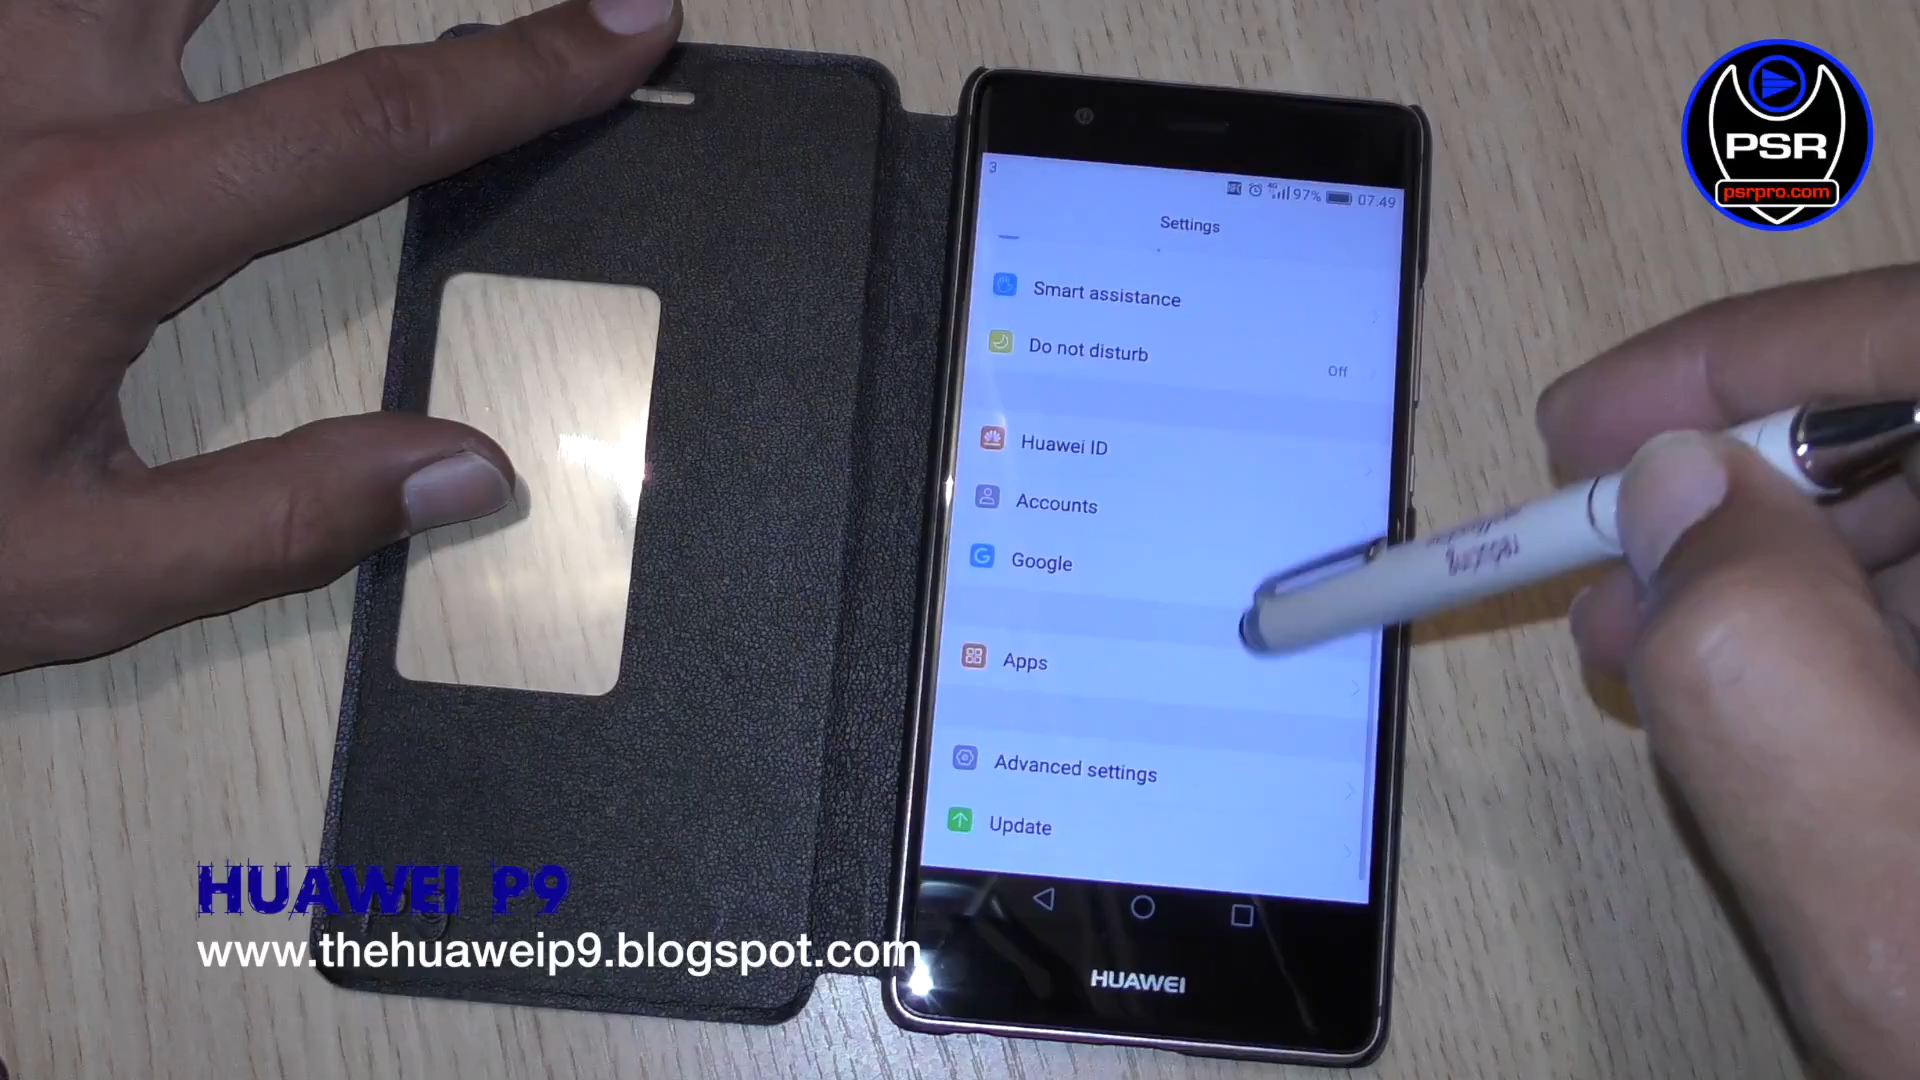 PSR
psrpro.com
3
4G 97% 07:49
Settings
Smart assistance
Do not disturb
Off
Huawei ID
Accounts
Google
Apps
Advanced settings
Update
HUAWEI
HUAWEI P9
www.thehuaweip9.blogspot.com